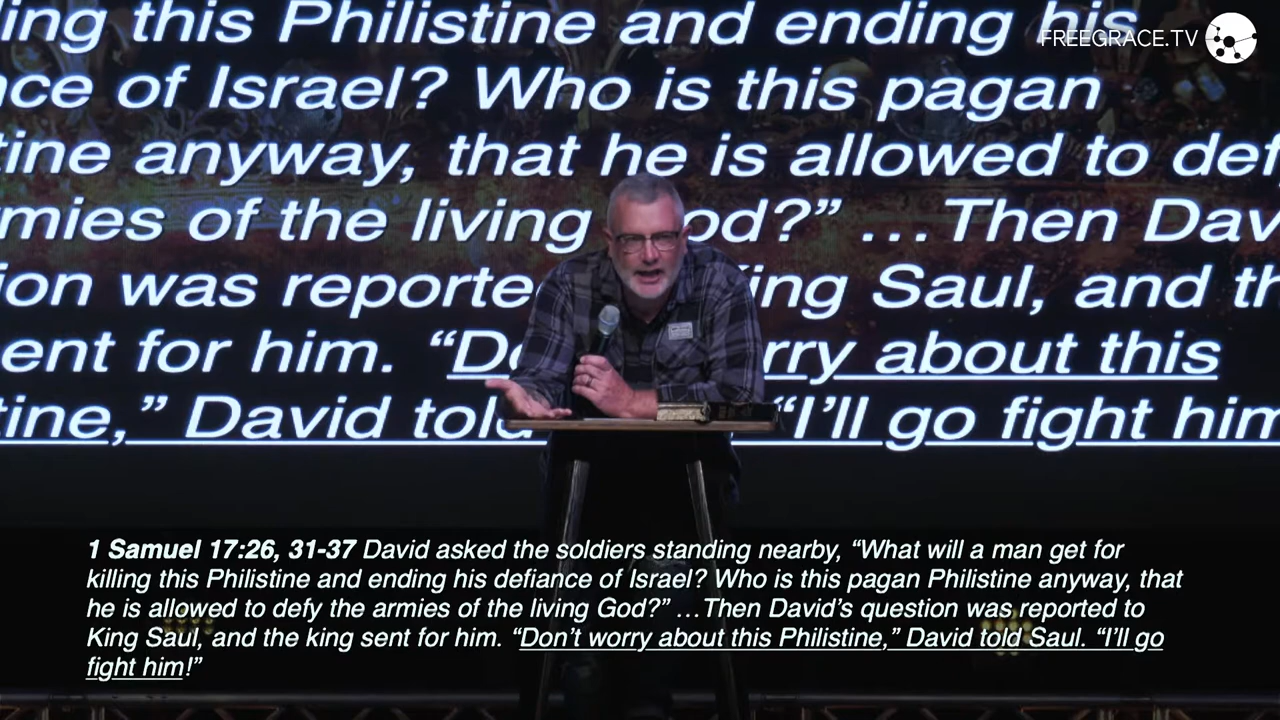 FREEGRACE.TV
ling this Philistine and ending his
nce of Israel? Who is this pagan
tine anyway, that he is allowed to def
rmies of the living od?” …Then Dav
ion was reporte ing Saul, and th
ent for him. “Do rry about this
tine,” David told “I’ll go fight him
1 Samuel 17:26, 31-37 David asked the soldiers standing nearby, “What will a man get for
killing this Philistine and ending his defiance of Israel? Who is this pagan Philistine anyway, that
he is allowed to defy the armies of the living God?” …Then David’s question was reported to
King Saul, and the king sent for him. “Don’t worry about this Philistine,” David told Saul. “I’ll go
fight him!”